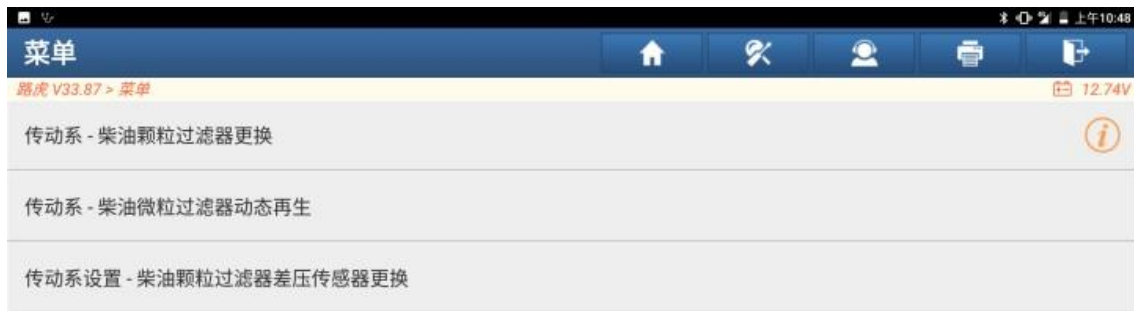 上午10:48
菜单
路虎 V33.87 > 菜单
12.74V
传动系 - 柴油颗粒过滤器更换
传动系 - 柴油微粒过滤器动态再生
传动系设置 - 柴油颗粒过滤器差压传感器更换